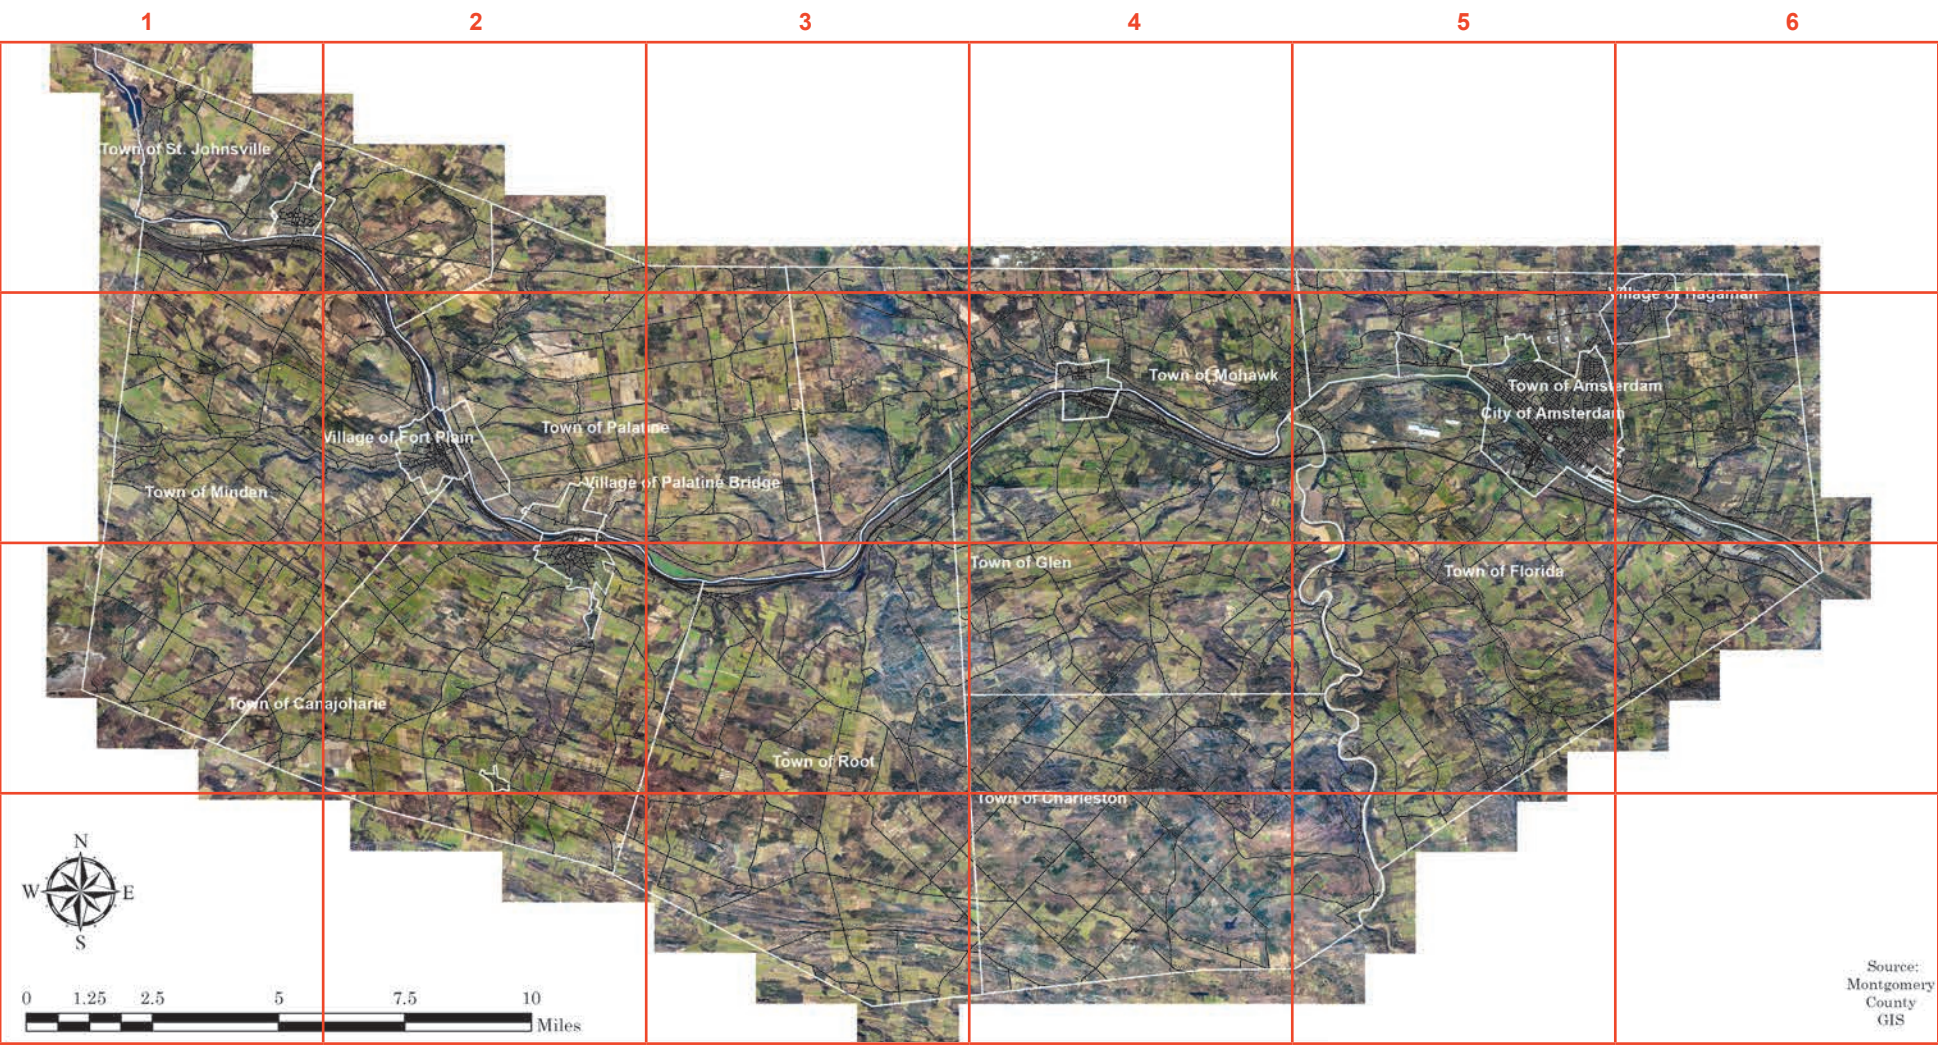 1 2 3 4 5 6
Town of St. Johnsville
Village of Hagaman
Town of Mohawk
Town of Amsterdam
City of Amsterdam
Town of Palatine
Village of Fort Plain
Village of Palatine Bridge
Town of Minden
Town of Glen
Town of Florida
Town of Canajoharie
Town of Root
Town of Charleston
N
W E
S
0 1.25 2.5 5 7.5 10
Miles
Source:
Montgomery
County
GIS